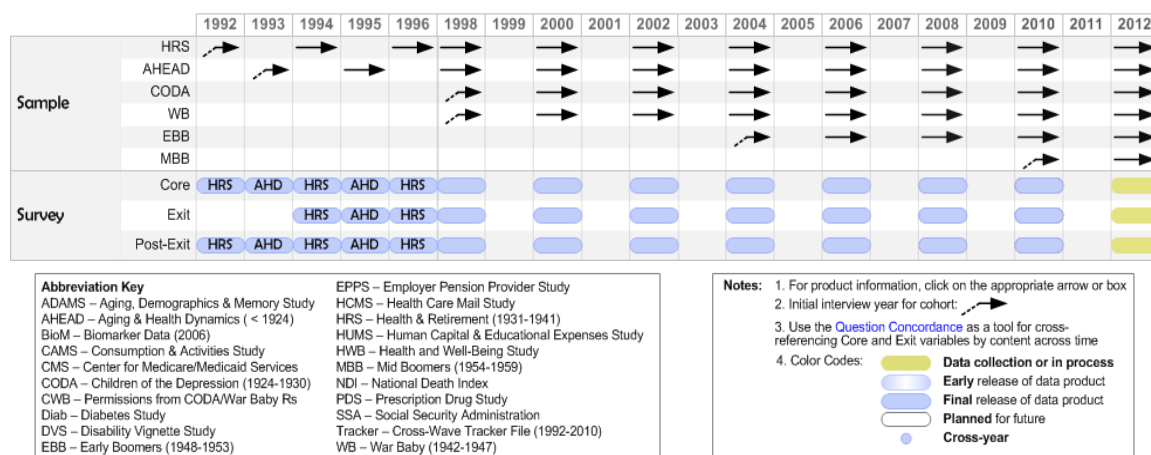 1992 1993 1994 1995 1996 1998 1999 2000 2001 2002 2003 2004 2005 2006 2007 2008 2009 2010 2011 2012
Sample
HRS
AHEAD
CODA
WB
EBB
MBB
Survey
Core HRS AHD HRS AHD HRS
Exit HRS AHD HRS
Post-Exit HRS AHD HRS AHD HRS
Abbreviation Key
ADAMS – Aging, Demographics & Memory Study
AHEAD – Aging & Health Dynamics ( < 1924)
BioM – Biomarker Data (2006)
CAMS – Consumption & Activities Study
CMS – Center for Medicare/Medicaid Services
CODA – Children of the Depression (1924-1930)
CWB – Permissions from CODA/War Baby Rs
Diab – Diabetes Study
DVS – Disability Vignette Study
EBB – Early Boomers (1948-1953)
EPPS – Employer Pension Provider Study
HCMS – Health Care Mail Study
HRS – Health & Retirement (1931-1941)
HUMS – Human Capital & Educational Expenses Study
HWB – Health and Well-Being Study
MBB – Mid Boomers (1954-1959)
NDI – National Death Index
PDS – Prescription Drug Study
SSA – Social Security Administration
Tracker – Cross-Wave Tracker File (1992-2010)
WB – War Baby (1942-1947)
Notes: 1. For product information, click on the appropriate arrow or box
2. Initial interview year for cohort:
3. Use the Question Concordance as a tool for cross-
referencing Core and Exit variables by content across time
4. Color Codes:
Data collection or in process
Early release of data product
Final release of data product
Planned for future
Cross-year